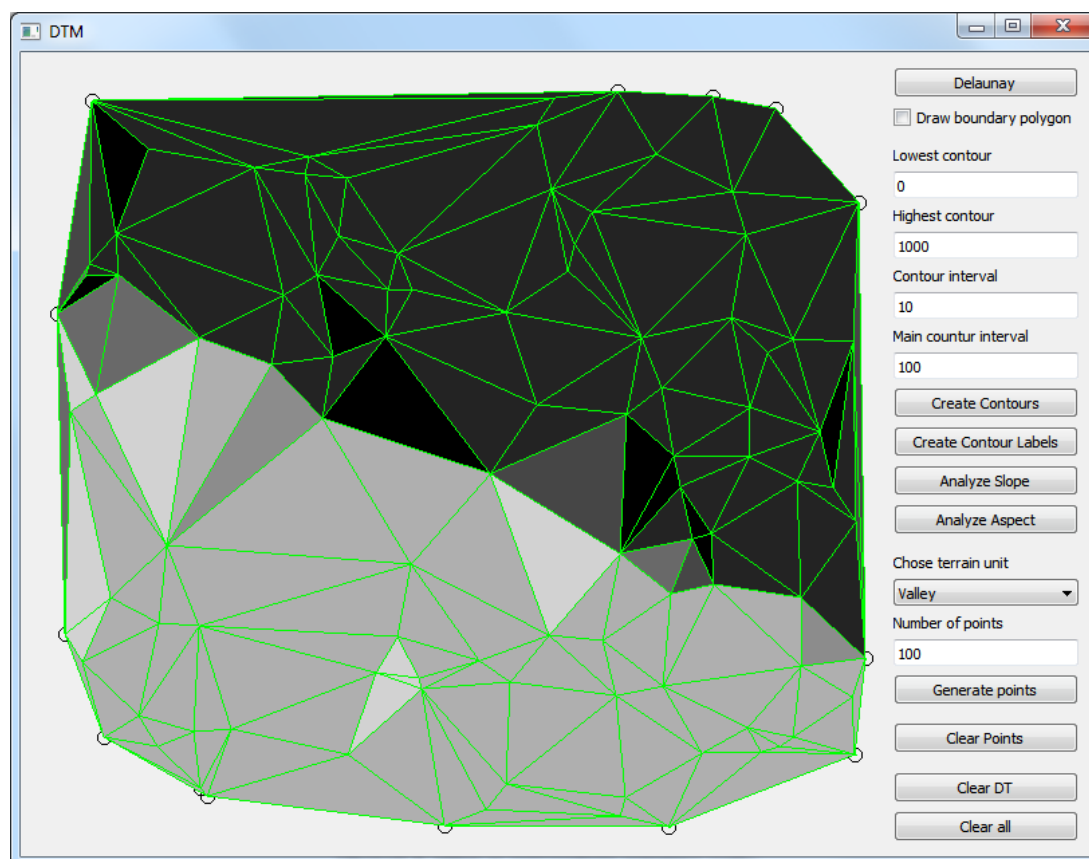 DTM
Delaunay
Draw boundary polygon
Lowest contour
0
Highest contour
1000
Contour interval
10
Main countur interval
100
Create Contours
Create Contour Labels
Analyze Slope
Analyze Aspect
Chose terrain unit
Valley
Number of points
100
Generate points
Clear Points
Clear DT
Clear all